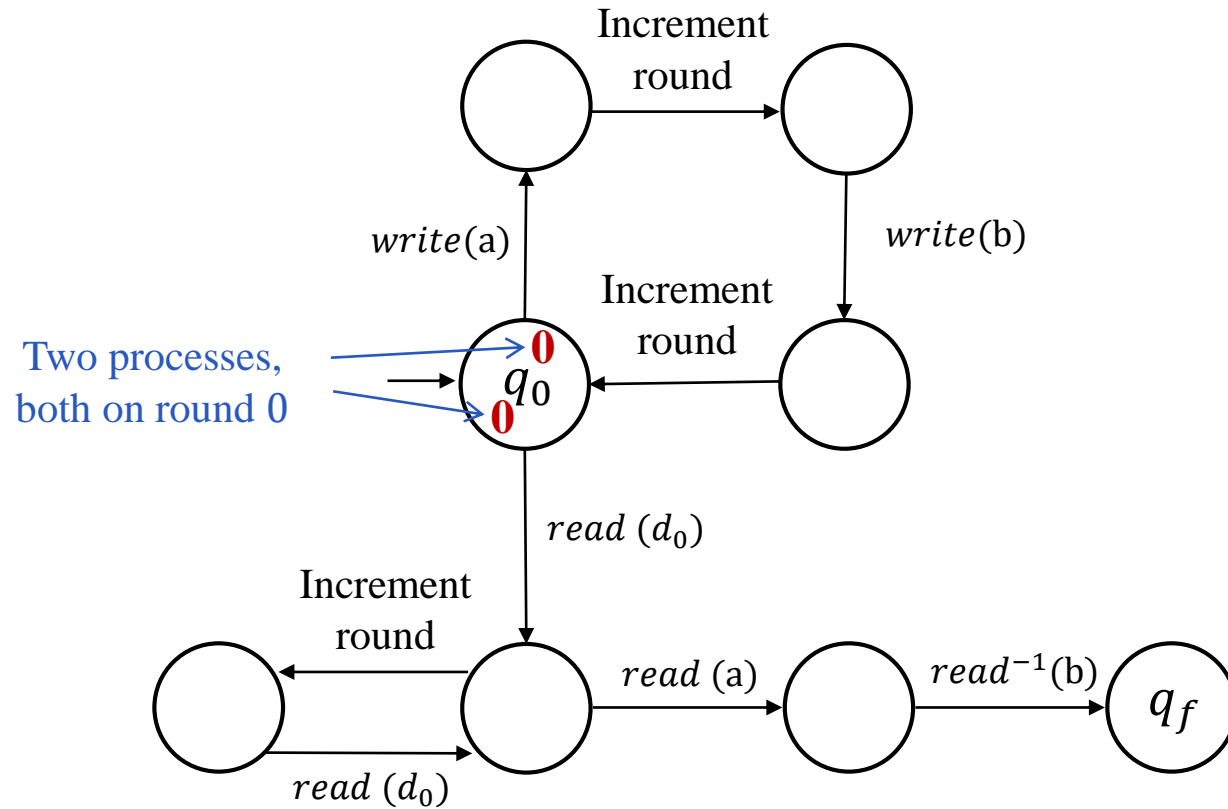 Increment
round
write(a)
write(b)
Increment
round
Two processes,
both on round 0
0
q₀
0
read (d₀)
Increment
round
read (a)
read⁻¹(b)
q_f
read (d₀)